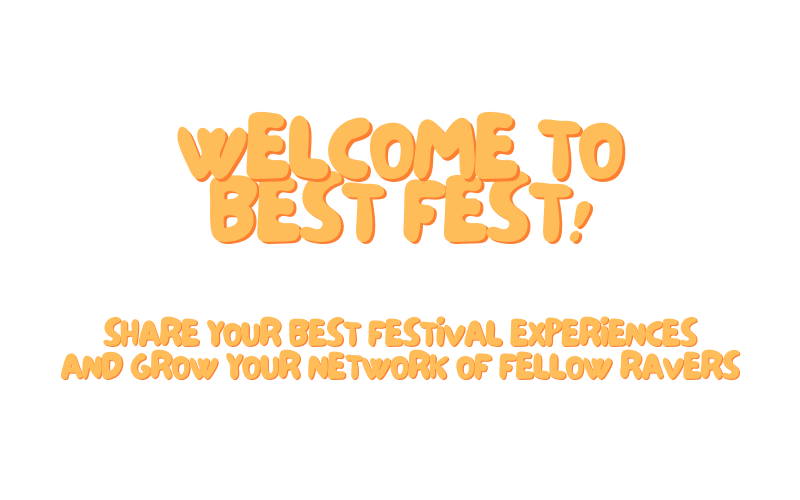 WELCOME TO
BEST FEST!
SHARE YOUR BEST FESTiVAL EXPERiENCES
AND GROW YOUR NETWORK OF FELLOW RAVERS